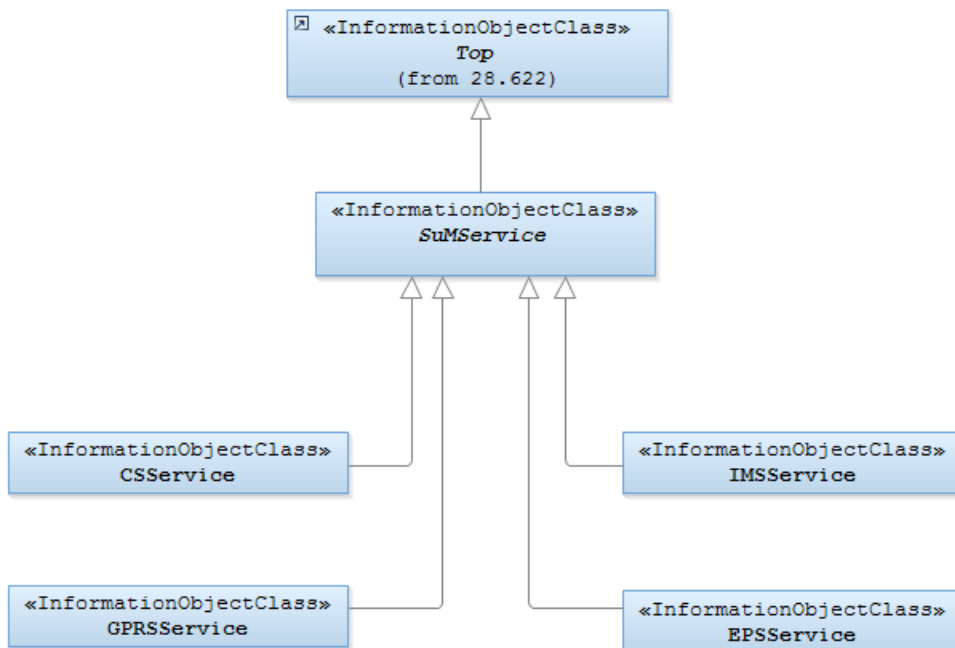 «InformationObjectClass»
Top
(from 28.622)
«InformationObjectClass»
SuMService
«InformationObjectClass»
CSService
«InformationObjectClass»
IMSService
«InformationObjectClass»
GPRSService
«InformationObjectClass»
EPSService